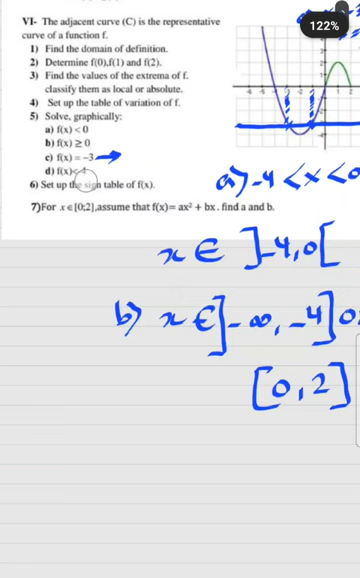 122%
VI- The adjacent curve (C) is the representative
curve of a function f.
1) Find the domain of definition.
2) Determine f(0),f(1) and f(2).
3) Find the values of the extrema of f.
classify them as local or absolute.
4) Set up the table of variation of f.
5) Solve, graphically:
a) f(x) < 0
b) f(x) ≥ 0
c) f(x) = -3
d) f(x)<
6) Set up the sign table of f(x).
7)For x ∈ [0;2],assume that f(x)= ax² + bx . find a and b.
a) -4 < x < 0
x ∈ ]-4,0[
b) x ∈ ]-∞, -4] ∪
[0,2]